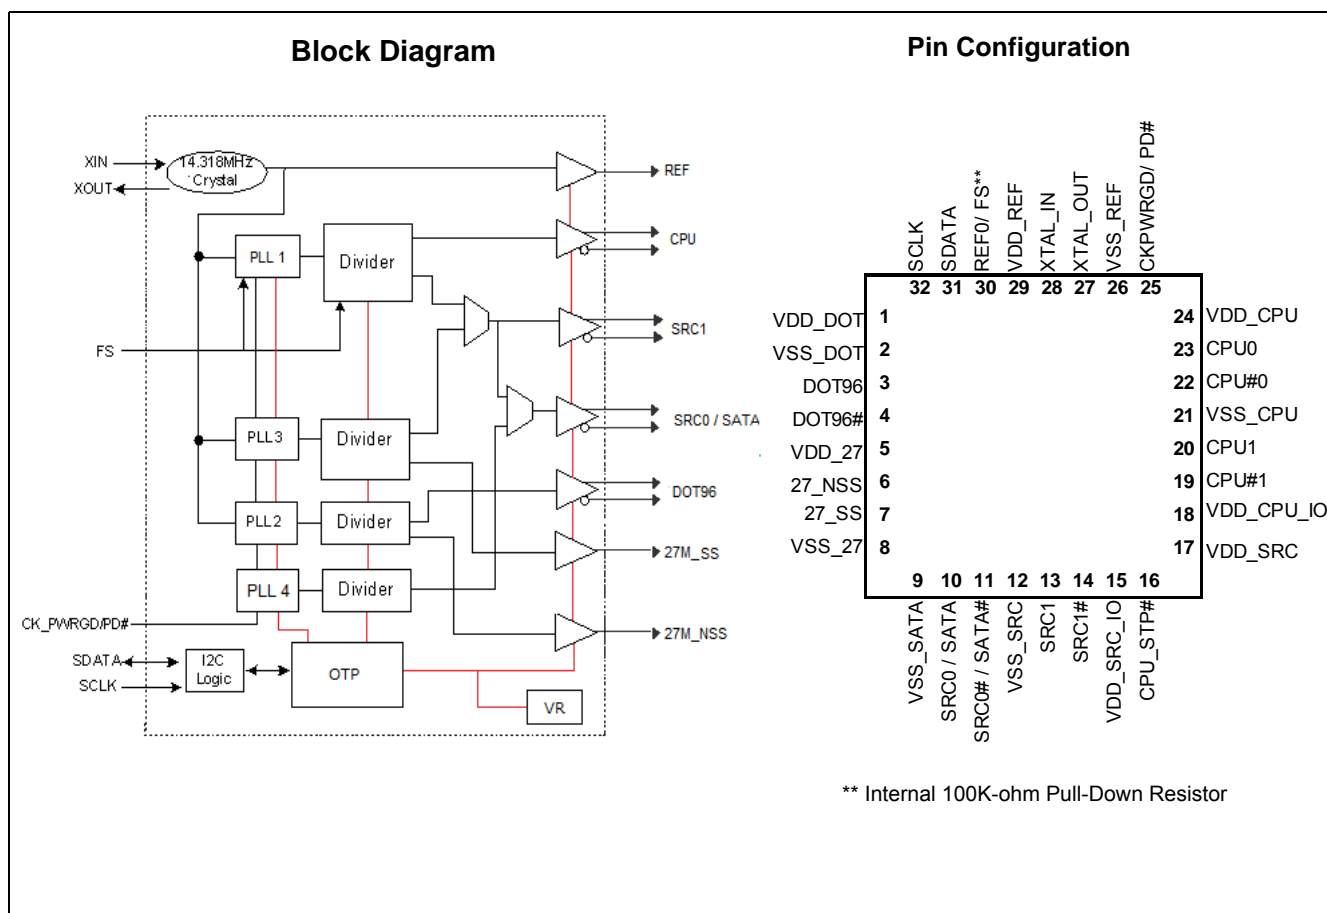 Block Diagram
XIN
XOUT
14.318MHz
Crystal
REF
CPU
PLL 1
Divider
SRC1
FS
PLL3
Divider
SRC0 / SATA
DOT96
PLL2
Divider
27M_SS
PLL 4
Divider
CK_PWRGD/PD#
27M_NSS
SDATA
SCLK
I2C
Logic
OTP
VR
Pin Configuration
SCLK
SDATA
REF0/ FS**
VDD_REF
XTAL_IN
XTAL_OUT
VSS_REF
CKPWRGD/ PD#
32 31 30 29 28 27 26 25
VDD_DOT 1
VSS_DOT 2
DOT96 3
DOT96# 4
VDD_27 5
27_NSS 6
27_SS 7
VSS_27 8
24 VDD_CPU
23 CPU0
22 CPU#0
21 VSS_CPU
20 CPU1
19 CPU#1
18 VDD_CPU_IO
17 VDD_SRC
9 10 11 12 13 14 15 16
VSS_SATA
SRC0 / SATA
SRC0# / SATA#
VSS_SRC
SRC1
SRC1#
VDD_SRC_IO
CPU_STP#
** Internal 100K-ohm Pull-Down Resistor